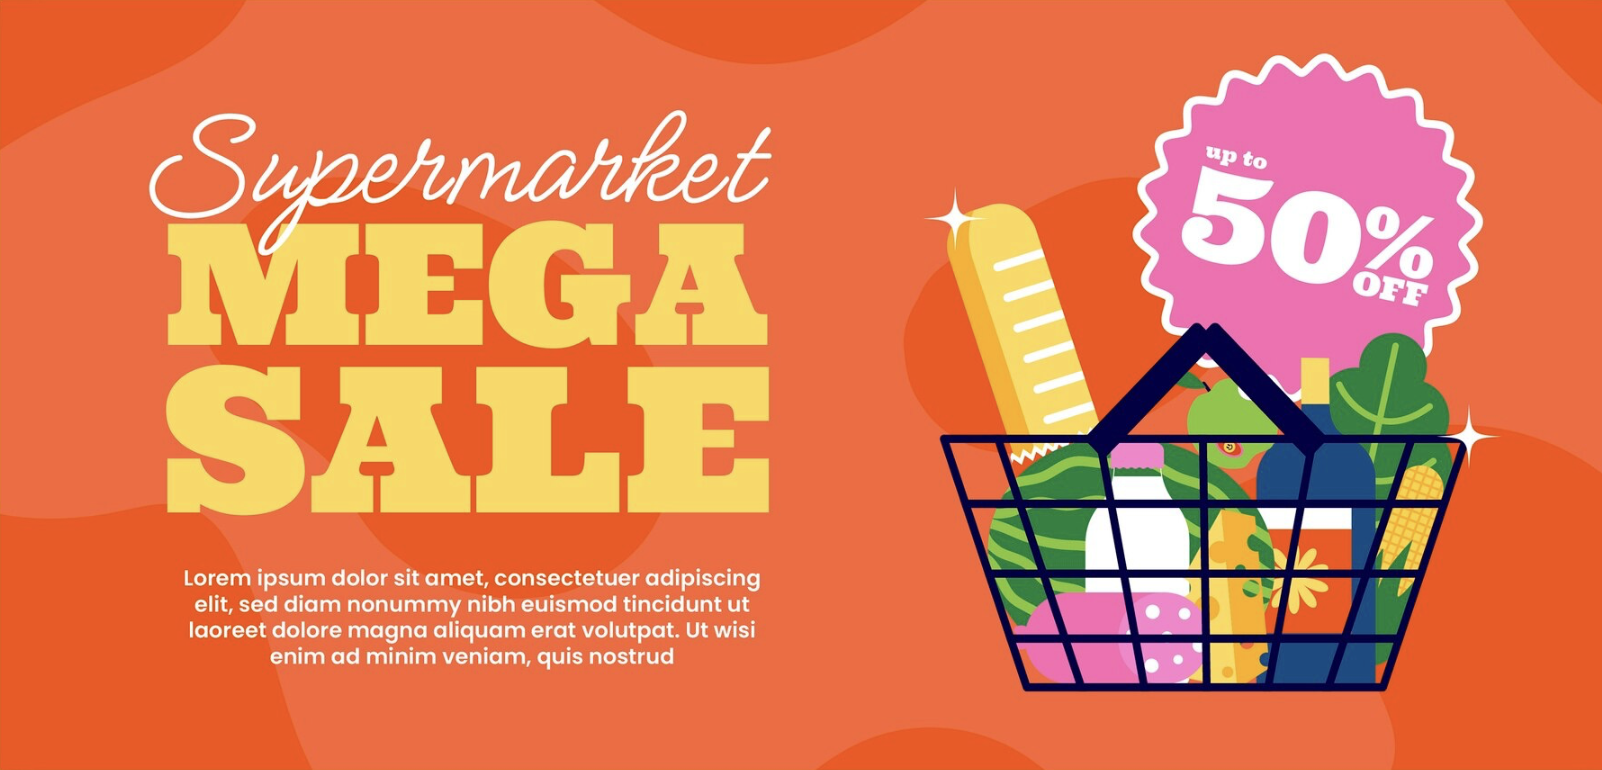 Supermarket
MEGA
SALE
Lorem ipsum dolor sit amet, consectetuer adipiscing
elit, sed diam nonummy nibh euismod tincidunt ut
laoreet dolore magna aliquam erat volutpat. Ut wisi
enim ad minim veniam, quis nostrud
up to
50%
OFF